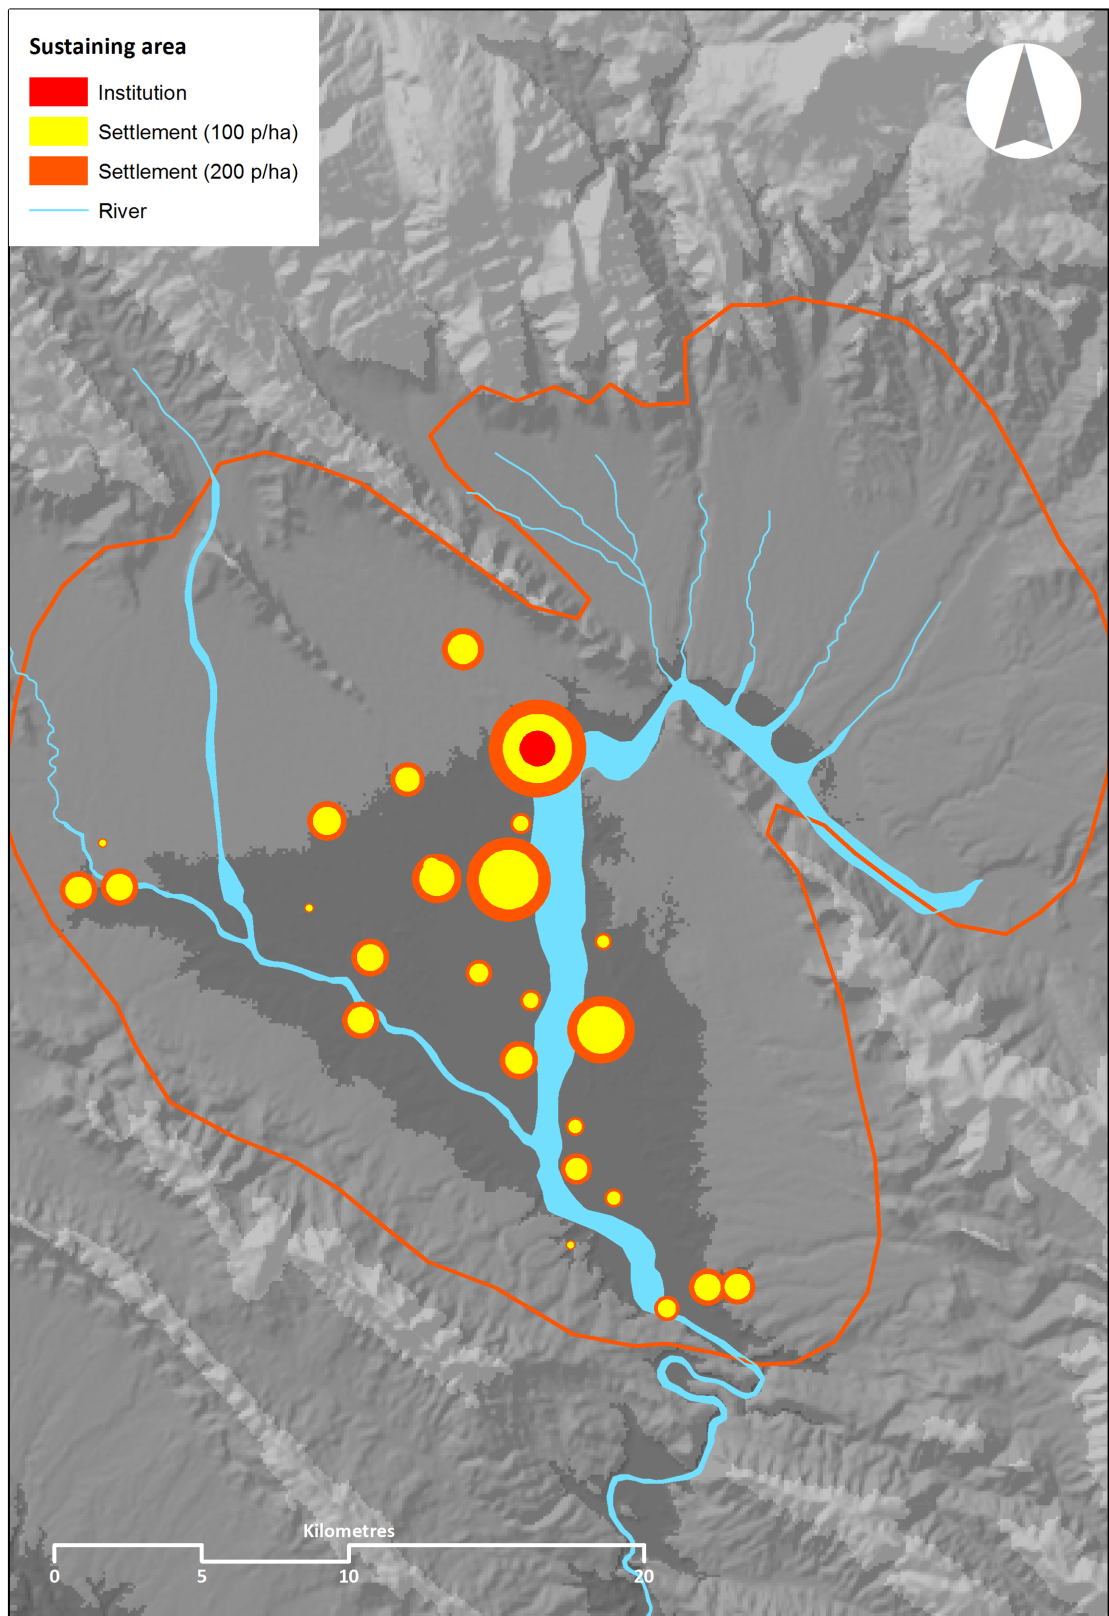 Sustaining area
Institution
Settlement (100 p/ha)
Settlement (200 p/ha)
River
Kilometres
0 5 10 20